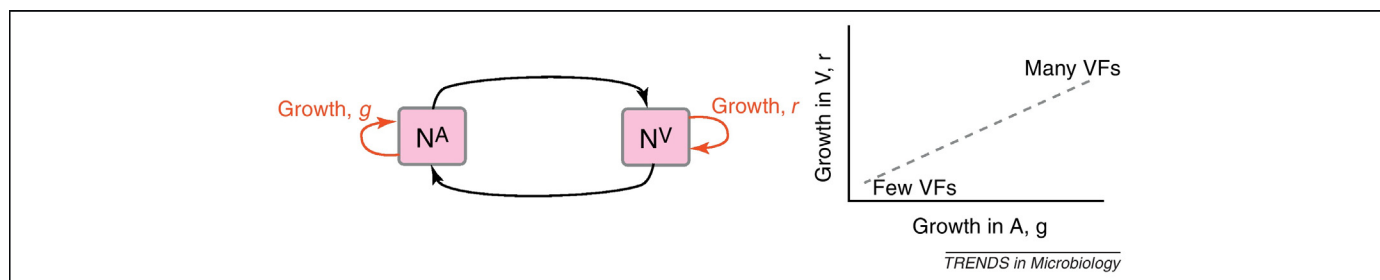 Growth, g
N^A
N^V
Growth, r
Growth in V, r
Many VFs
Few VFs
Growth in A, g
TRENDS in Microbiology